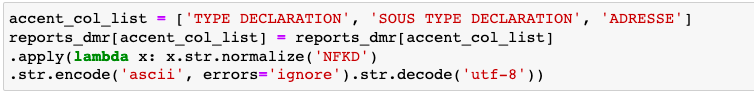 accent_col_list = ['TYPE DECLARATION', 'SOUS TYPE DECLARATION', 'ADRESSE']
reports_dmr[accent_col_list] = reports_dmr[accent_col_list]
.apply(lambda x: x.str.normalize('NFKD')
.str.encode('ascii', errors='ignore').str.decode('utf-8'))